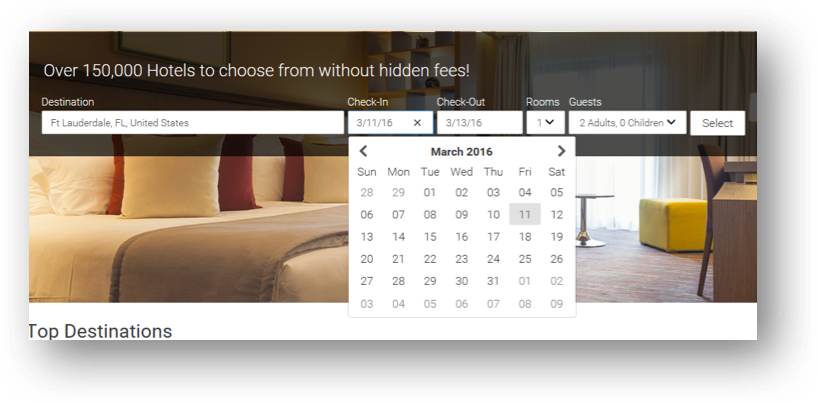 Over 150,000 Hotels to choose from without hidden fees!
Destination Check-In Check-Out Rooms Guests
Ft Lauderdale, FL, United States 3/11/16 × 3/13/16 1 2 Adults, 0 Children Select
March 2016
Sun Mon Tue Wed Thu Fri Sat
28 29 01 02 03 04 05
06 07 08 09 10 11 12
13 14 15 16 17 18 19
20 21 22 23 24 25 26
27 28 29 30 31 01 02
03 04 05 06 07 08 09
Top Destinations